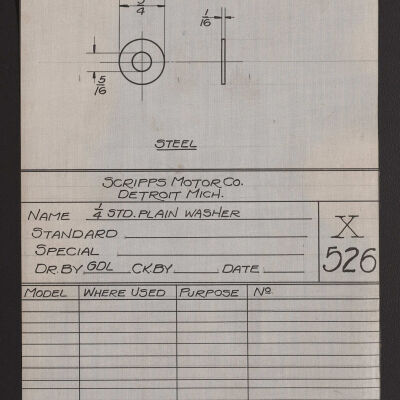 3/4
1/16
5/16
STEEL
SCRIPPS MOTOR CO.
DETROIT MICH.
NAME 1/4 STD. PLAIN WASHER
STANDARD
SPECIAL
DR. BY GDL CK. BY DATE
X
526
MODEL WHERE USED PURPOSE NO.